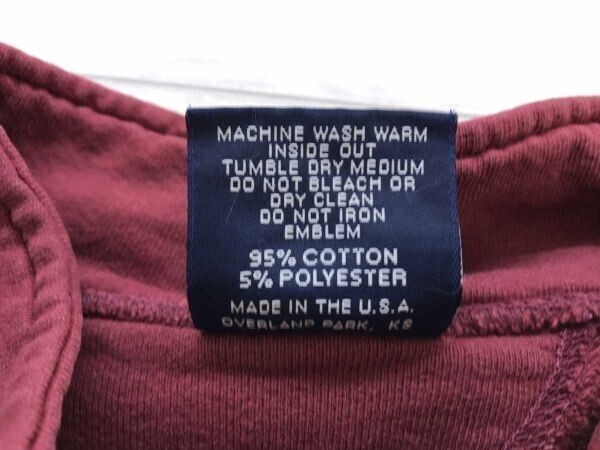 MACHINE WASH WARM
INSIDE OUT
TUMBLE DRY MEDIUM
DO NOT BLEACH OR
DRY CLEAN
DO NOT IRON
EMBLEM
95% COTTON
5% POLYESTER
MADE IN THE U.S.A.
OVERLAND PARK, KS